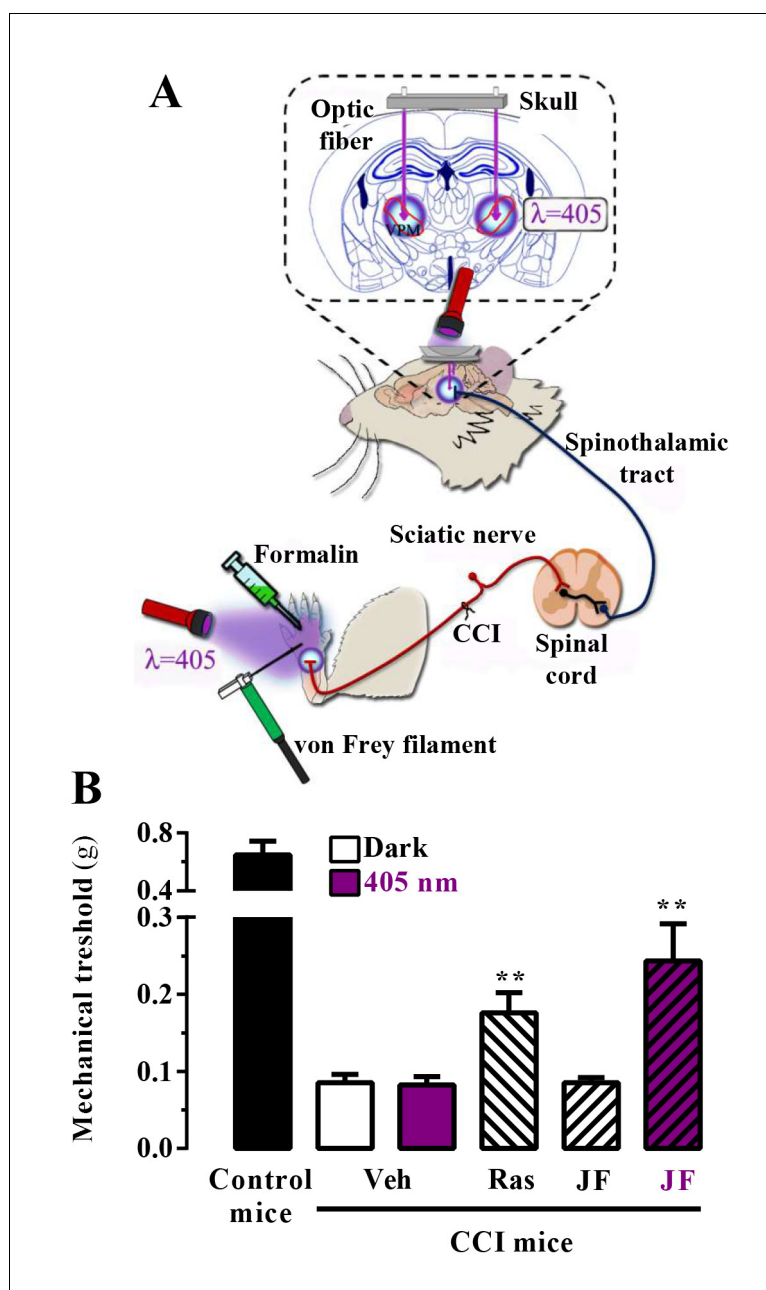 A
Optic
fiber
Skull
VPM
λ=405
Spinothalamic
tract
Sciatic nerve
Formalin
λ=405
CCI
Spinal
cord
von Frey filament
B
Mechanical treshold (g)
0.8
0.4
0.3
0.2
0.1
0.0
Dark
405 nm
**
**
Control
mice
Veh
Ras
JF
JF
CCI mice